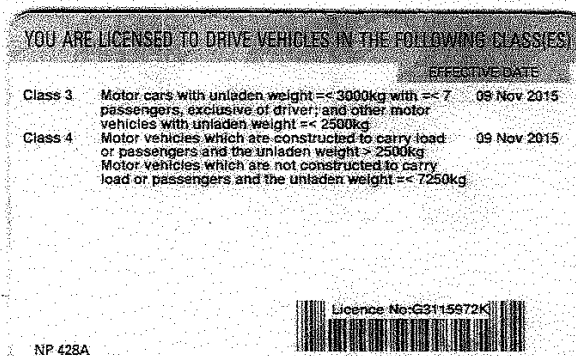 YOU ARE LICENSED TO DRIVE VEHICLES IN THE FOLLOWING CLASS(ES)
EFFECTIVE DATE
Class 3 Motor cars with unladen weight =< 3000kg with =< 7 09 Nov 2015
passengers, exclusive of driver; and other motor
vehicles with unladen weight =< 2500kg
Class 4 Motor vehicles which are constructed to carry load 09 Nov 2015
or passengers and the unladen weight > 2500kg
Motor vehicles which are not constructed to carry
load or passengers and the unladen weight =< 7250kg
Licence No:G3115972K
NP 428A